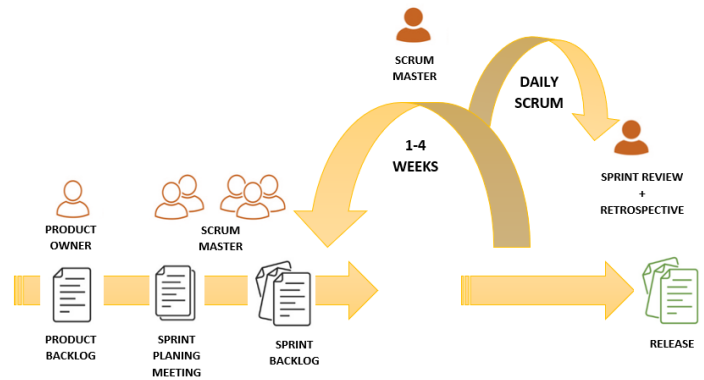 SCRUM
MASTER
DAILY
SCRUM
1-4
WEEKS
SPRINT REVIEW
+
RETROSPECTIVE
PRODUCT
OWNER
SCRUM
MASTER
PRODUCT
BACKLOG
SPRINT
PLANING
MEETING
SPRINT
BACKLOG
RELEASE